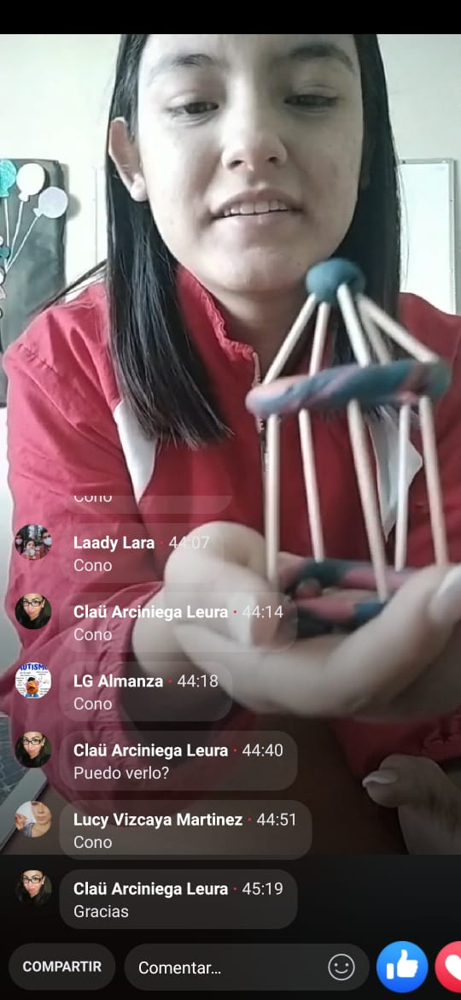 Cono
Laady Lara · 44:07
Cono
Claü Arciniega Leura · 44:14
Cono
AUTISMO
LG Almanza · 44:18
Cono
Claü Arciniega Leura · 44:40
Puedo verlo?
Lucy Vizcaya Martinez · 44:51
Cono
Claü Arciniega Leura · 45:19
Gracias
COMPARTIR
Comentar...